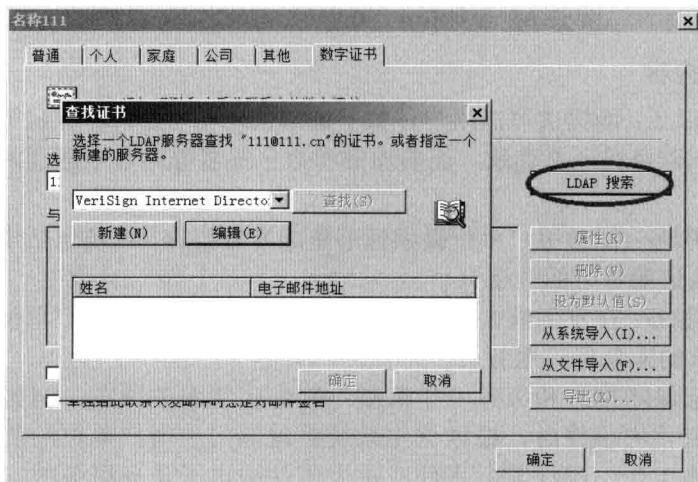 名称111
普通 个人 家庭 公司 其他 数字证书
查找证书
选择一个LDAP服务器查找 "111@111.cn"的证书。或者指定一个
新建的服务器。
选
VeriSign Internet Directo 查找(S)
LDAP 搜索
与
新建(N) 编辑(E)
属性(R)
删除(V)
设为默认值(S)
姓名 电子邮件地址
从系统导入(I)...
从文件导入(F)...
确定 取消
导出(X)...
确定 取消